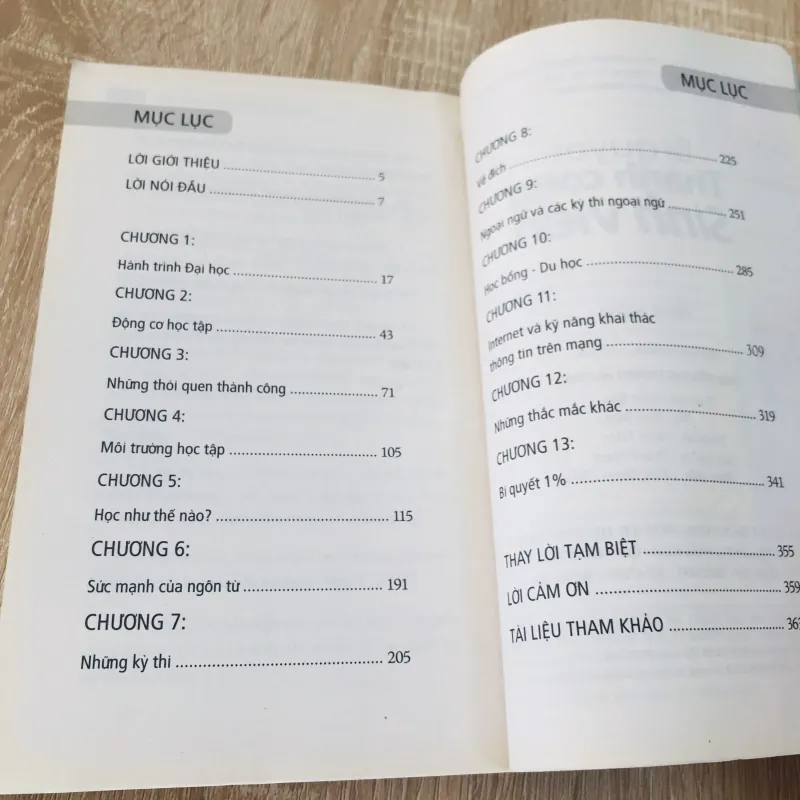 MỤC LỤC
LỜI GIỚI THIỆU ........ 5
LỜI NÓI ĐẦU ........ 7
CHƯƠNG 1:
Hành trình Đại học ........ 17
CHƯƠNG 2:
Động cơ học tập ........ 43
CHƯƠNG 3:
Những thói quen thành công ........ 71
CHƯƠNG 4:
Môi trường học tập ........ 105
CHƯƠNG 5:
Học như thế nào? ........ 115
CHƯƠNG 6:
Sức mạnh của ngôn từ ........ 191
CHƯƠNG 7:
Những kỳ thi ........ 205
MỤC LỤC
CHƯƠNG 8:
Về đích ........ 225
CHƯƠNG 9:
Ngoại ngữ và các kỳ thi ngoại ngữ ........ 251
CHƯƠNG 10:
Học bổng - Du học ........ 285
CHƯƠNG 11:
Internet và kỹ năng khai thác
thông tin trên mạng ........ 309
CHƯƠNG 12:
Những thắc mắc khác ........ 319
CHƯƠNG 13:
Bí quyết 1% ........ 341
THAY LỜI TẠM BIỆT ........ 355
LỜI CẢM ƠN ........ 359
TÀI LIỆU THAM KHẢO ........